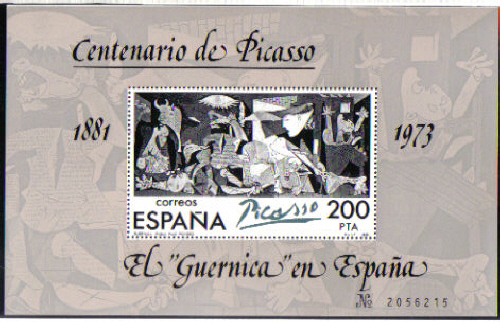 Centenario de Picasso
1881
1973
correos
ESPAÑA
Picasso
200
PTA
El "Guernica" en España
Nº 2056215